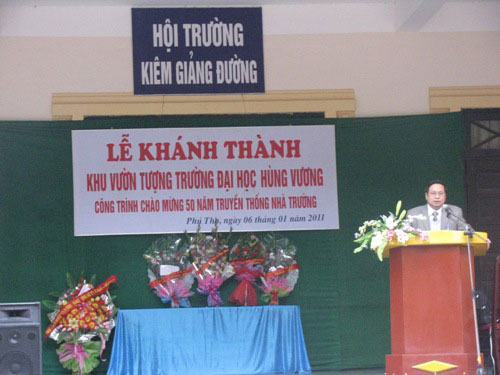 HỘI TRƯỜNG
KIÊM GIẢNG ĐƯỜNG
LỄ KHÁNH THÀNH
KHU VƯỜN TƯỢNG TRƯỜNG ĐẠI HỌC HÙNG VƯƠNG
CÔNG TRÌNH CHÀO MỪNG 50 NĂM TRUYỀN THỐNG NHÀ TRƯỜNG
Phú Thọ, ngày 06 tháng 01 năm 2011